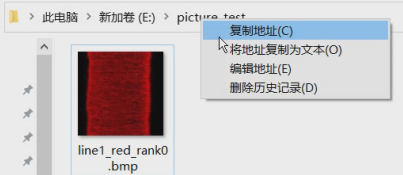 此电脑 › 新加卷 (E:) › picture_test
复制地址(C)
将地址复制为文本(O)
编辑地址(E)
删除历史记录(D)
line1_red_rank0
.bmp